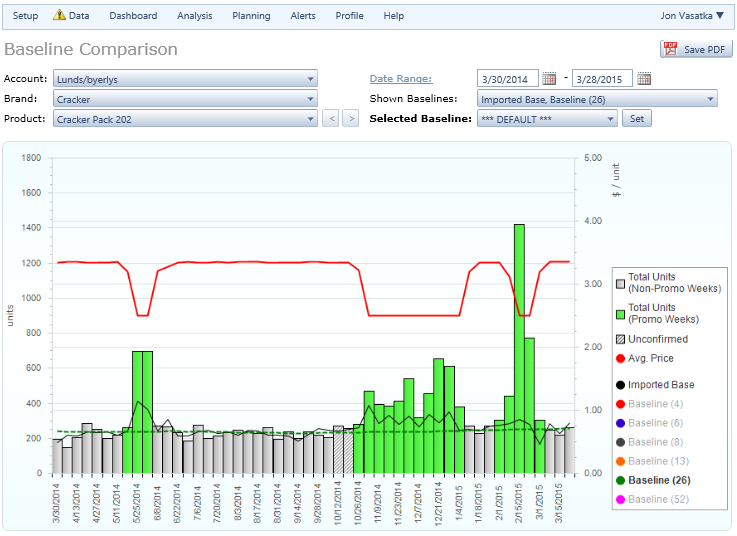 Setup Data Dashboard Analysis Planning Alerts Profile Help Jon Vasatka
Baseline Comparison
PDF Save PDF
Account: Lunds/byerlys Date Range: 3/30/2014 - 3/28/2015
Brand: Cracker Shown Baselines: Imported Base, Baseline (26)
Product: Cracker Pack 202 < > Selected Baseline: *** DEFAULT *** Set
1800 5.00
1600
1400 4.00
1200
1000 3.00
800
600 2.00
400 1.00
200
0 0.00
units
$ / unit
3/30/2014 4/13/2014 4/27/2014 5/11/2014 5/25/2014 6/8/2014 6/22/2014 7/6/2014 7/20/2014 8/3/2014 8/17/2014 8/31/2014 9/14/2014 9/28/2014 10/12/2014 10/26/2014 11/9/2014 11/23/2014 12/7/2014 12/21/2014 1/4/2015 1/18/2015 2/1/2015 2/15/2015 3/1/2015 3/15/2015
Total Units
(Non-Promo Weeks)
Total Units
(Promo Weeks)
Unconfirmed
Avg. Price
Imported Base
Baseline (4)
Baseline (6)
Baseline (8)
Baseline (13)
Baseline (26)
Baseline (52)